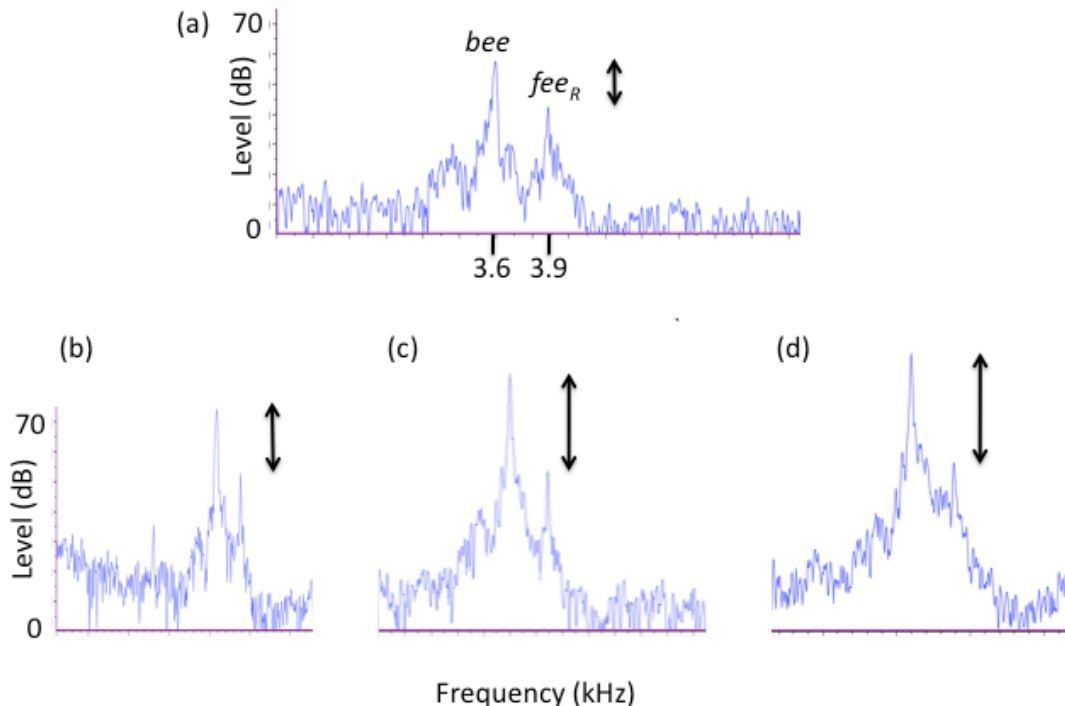 (a)
70
Level (dB)
0
bee
fee_R
3.6 3.9
(b) (c) (d)
70
Level (dB)
0
Frequency (kHz)